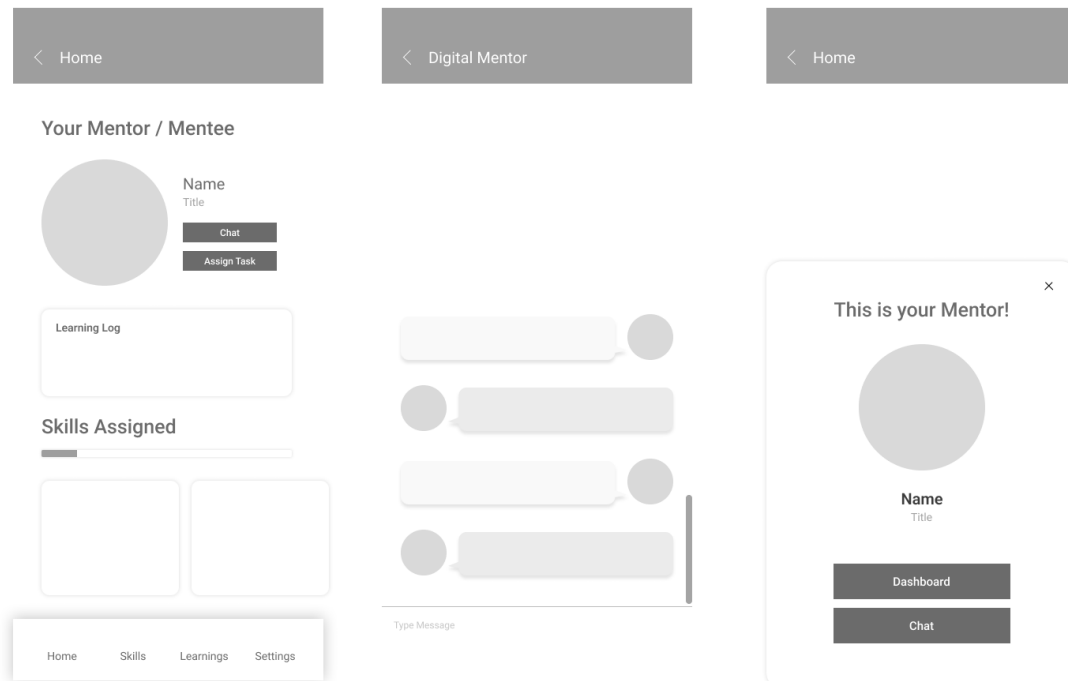 Home
Your Mentor / Mentee
Name
Title
Chat
Assign Task
Learning Log
Skills Assigned
Home Skills Learnings Settings
Digital Mentor
Type Message
Home
This is your Mentor!
Name
Title
Dashboard
Chat